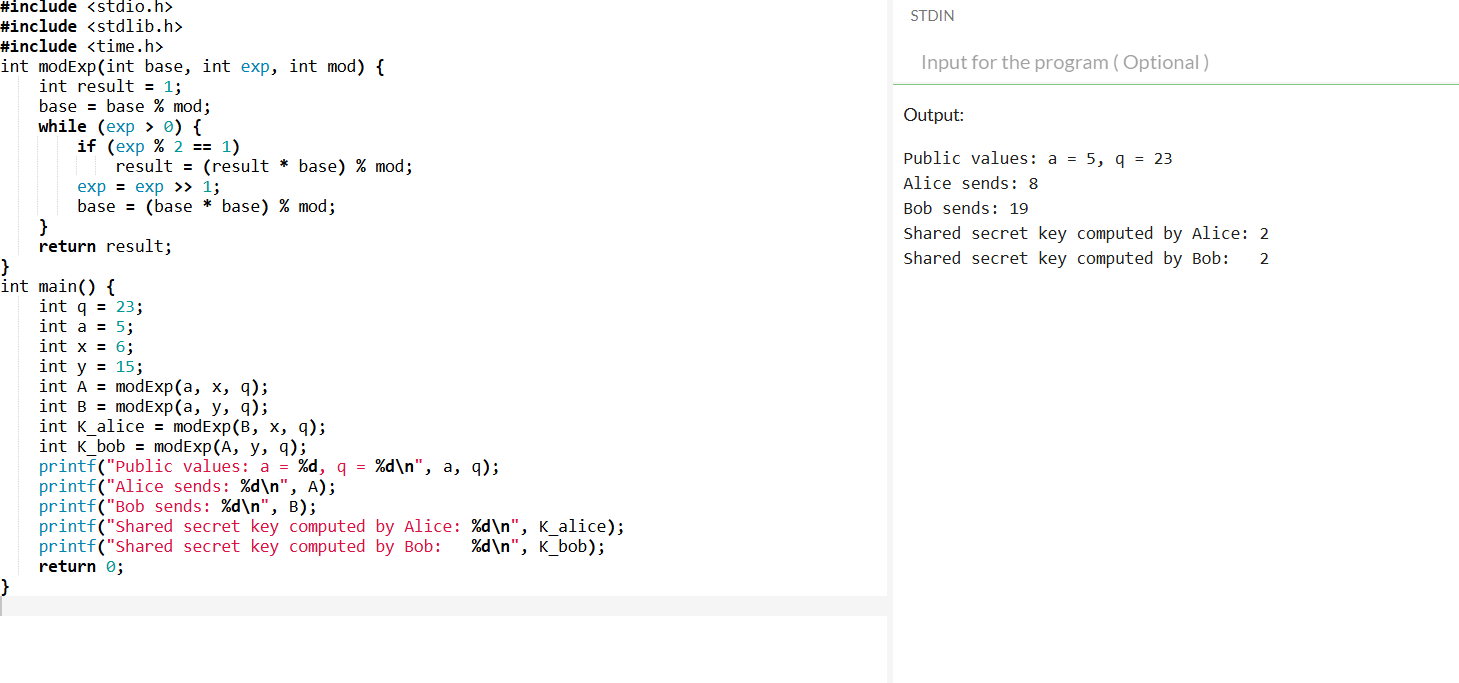 #include <stdio.h>
#include <stdlib.h>
#include <time.h>
int modExp(int base, int exp, int mod) {
    int result = 1;
    base = base % mod;
    while (exp > 0) {
        if (exp % 2 == 1)
            result = (result * base) % mod;
        exp = exp >> 1;
        base = (base * base) % mod;
    }
    return result;
}
int main() {
    int q = 23;
    int a = 5;
    int x = 6;
    int y = 15;
    int A = modExp(a, x, q);
    int B = modExp(a, y, q);
    int K_alice = modExp(B, x, q);
    int K_bob = modExp(A, y, q);
    printf("Public values: a = %d, q = %d\n", a, q);
    printf("Alice sends: %d\n", A);
    printf("Bob sends: %d\n", B);
    printf("Shared secret key computed by Alice: %d\n", K_alice);
    printf("Shared secret key computed by Bob:   %d\n", K_bob);
    return 0;
}
STDIN
Input for the program ( Optional )
Output:
Public values: a = 5, q = 23
Alice sends: 8
Bob sends: 19
Shared secret key computed by Alice: 2
Shared secret key computed by Bob:   2